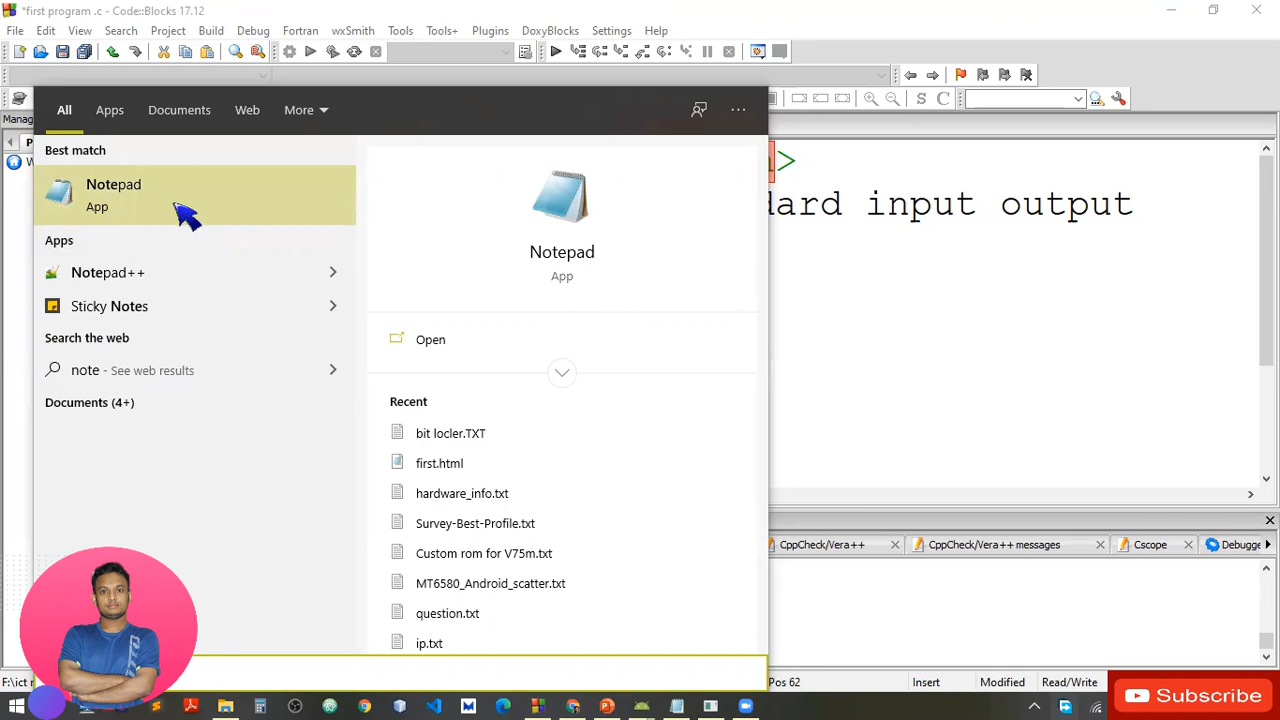 *first program .c - Code::Blocks 17.12
File Edit View Search Project Build Debug Fortran wxSmith Tools Tools+ Plugins DoxyBlocks Settings Help
S C
Manag
All Apps Documents Web More
Best match
Notepad
App
>
dard input output
Apps
Notepad++
Sticky Notes
Search the web
note - See web results
Documents (4+)
Notepad
App
Open
Recent
bit locler.TXT
first.html
hardware_info.txt
Survey-Best-Profile.txt
Custom rom for V75m.txt
MT6580_Android_scatter.txt
question.txt
ip.txt
CppCheck/Vera++ CppCheck/Vera++ messages Cscope Debugge
F:\ict Pos 62 Insert Modified Read/Write
Subscribe